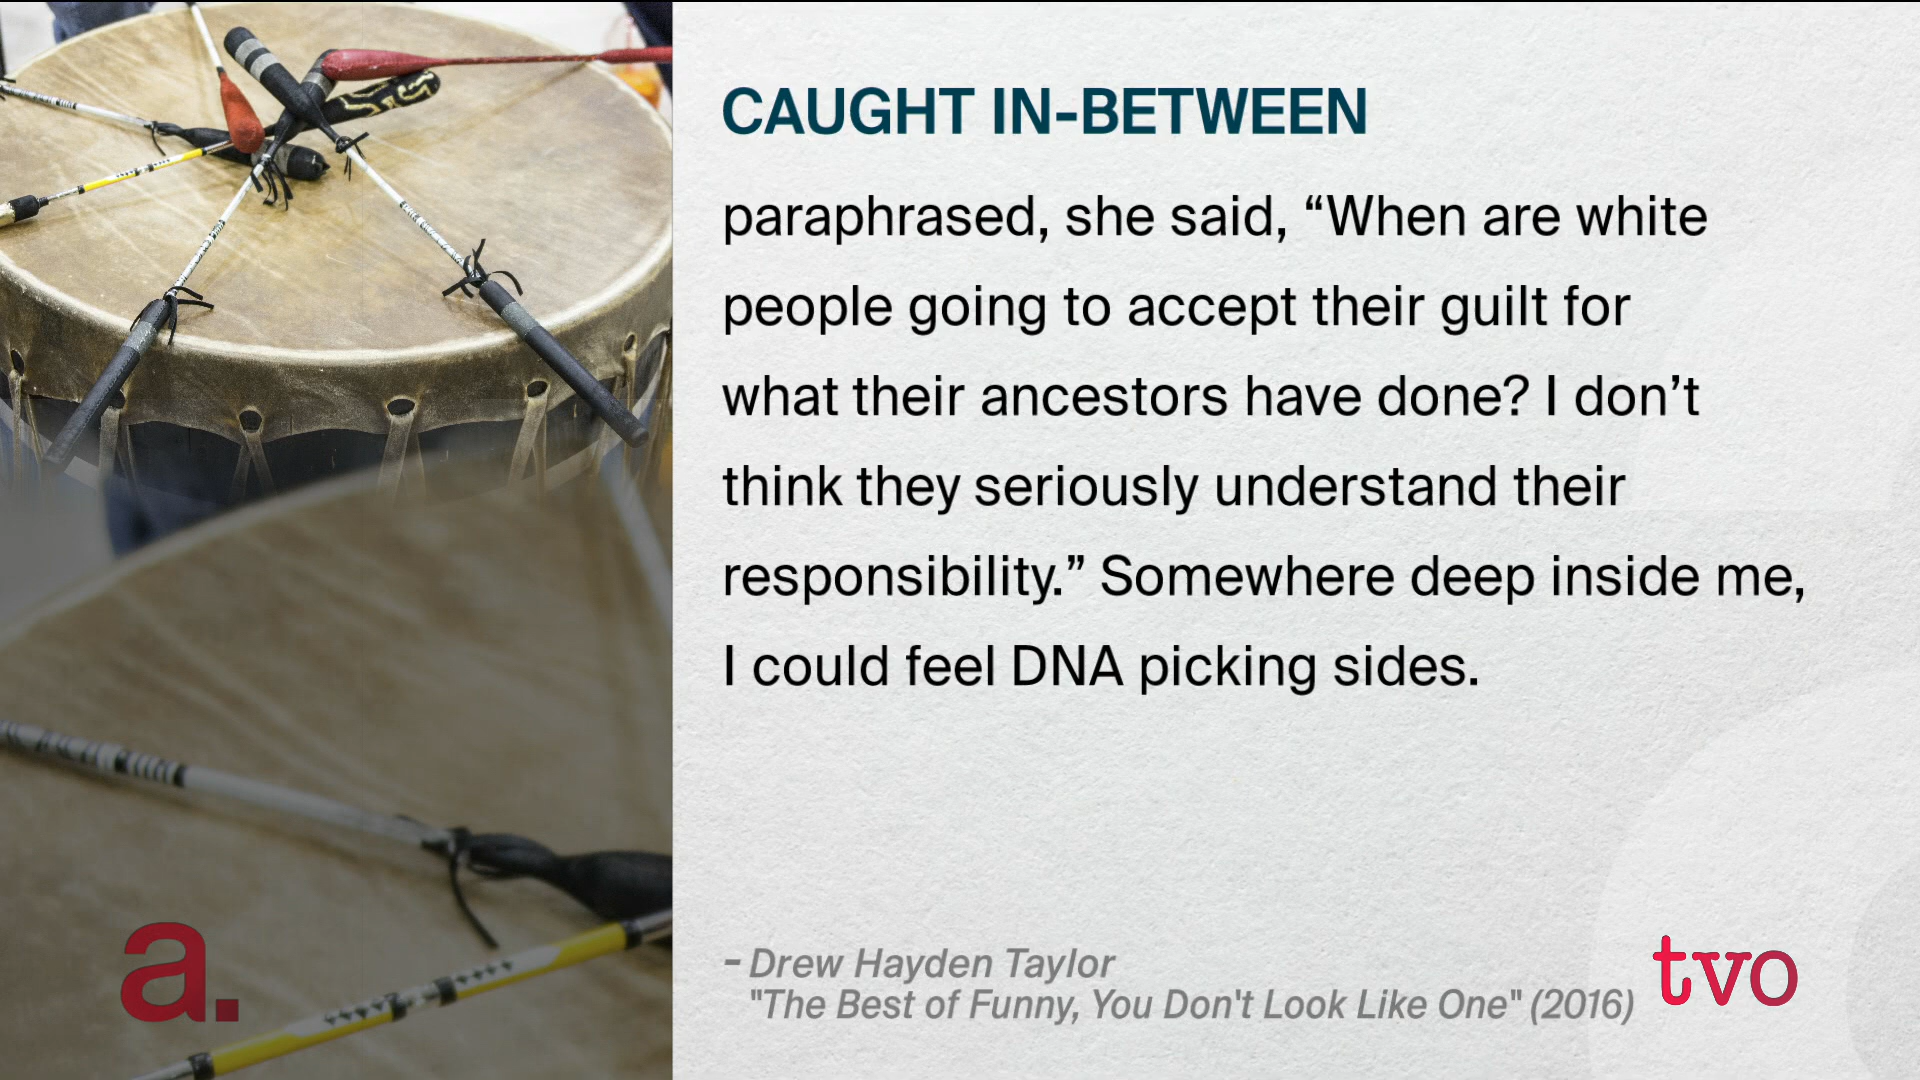 CAUGHT IN-BETWEEN
paraphrased, she said, “When are white
people going to accept their guilt for
what their ancestors have done? I don’t
think they seriously understand their
responsibility.” Somewhere deep inside me,
I could feel DNA picking sides.
- Drew Hayden Taylor
"The Best of Funny, You Don't Look Like One" (2016)
a.
tvo